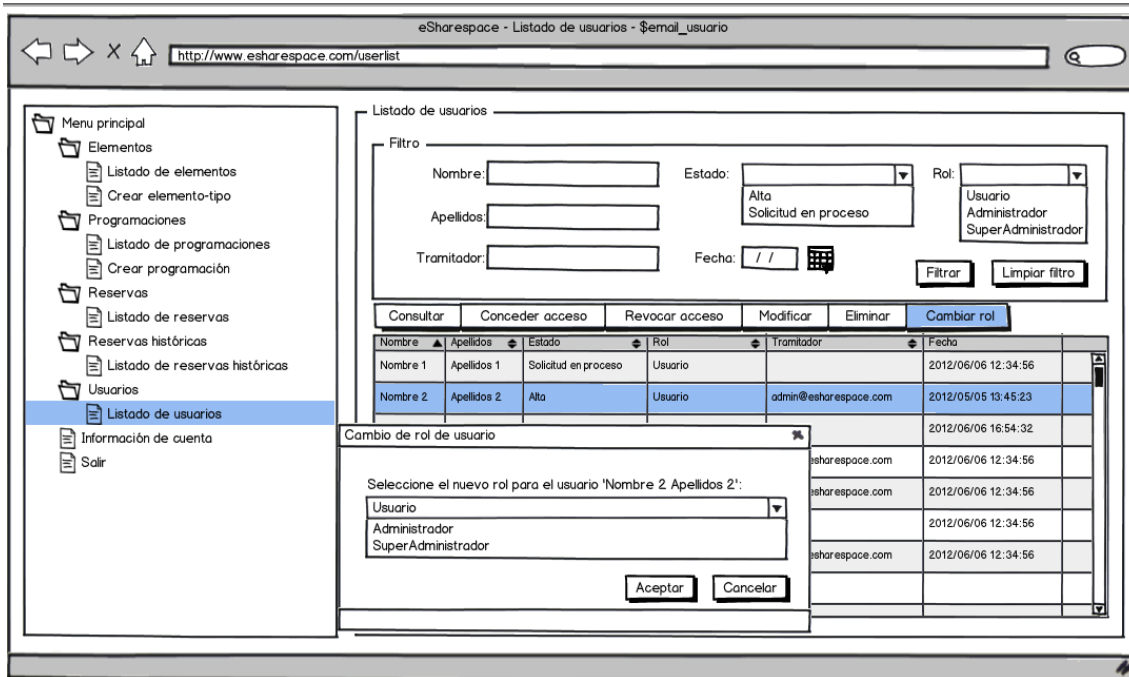 eSharespace - Listado de usuarios - $email_usuario
http://www.esharespace.com/userlist
Menu principal
Elementos
Listado de elementos
Crear elemento-tipo
Programaciones
Listado de programaciones
Crear programación
Reservas
Listado de reservas
Reservas históricas
Listado de reservas históricas
Usuarios
Listado de usuarios
Información de cuenta
Salir
Listado de usuarios
Filtro
Nombre: Estado: Rol:
Alta
Solicitud en proceso
Usuario
Administrador
SuperAdministrador
Apellidos:
Tramitador: Fecha: / /
Filtrar Limpiar filtro
Consultar Conceder acceso Revocar acceso Modificar Eliminar Cambiar rol
Nombre Apellidos Estado Rol Tramitador Fecha
Nombre 1 Apellidos 1 Solicitud en proceso Usuario 2012/06/06 12:34:56
Nombre 2 Apellidos 2 Alta Usuario admin@esharespace.com 2012/05/05 13:45:23
2012/06/06 16:54:32
esharespace.com 2012/06/06 12:34:56
esharespace.com 2012/06/06 12:34:56
2012/06/06 12:34:56
esharespace.com 2012/06/06 12:34:56
Cambio de rol de usuario
Seleccione el nuevo rol para el usuario 'Nombre 2 Apellidos 2':
Usuario
Administrador
SuperAdministrador
Aceptar Cancelar